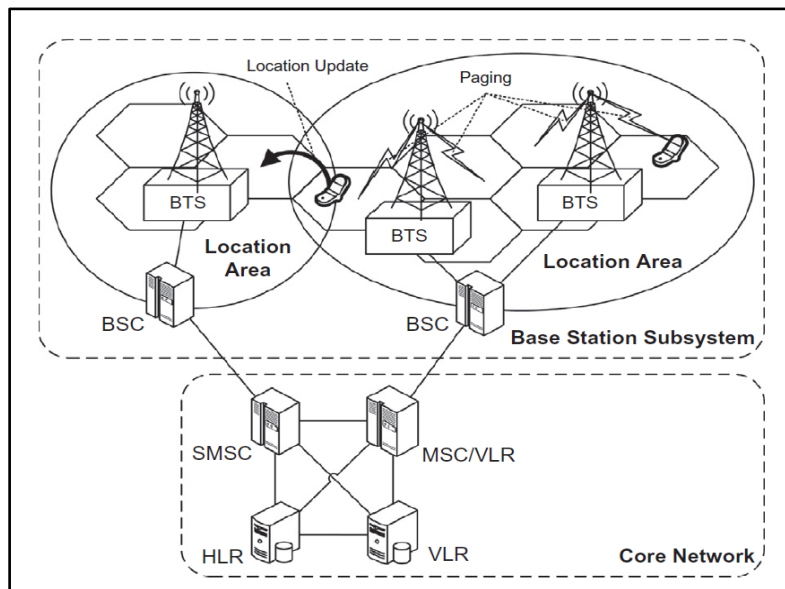 Location Update
Paging
BTS
BTS
BTS
Location
Area
Location Area
BSC
BSC
Base Station Subsystem
SMSC
MSC/VLR
HLR
VLR
Core Network